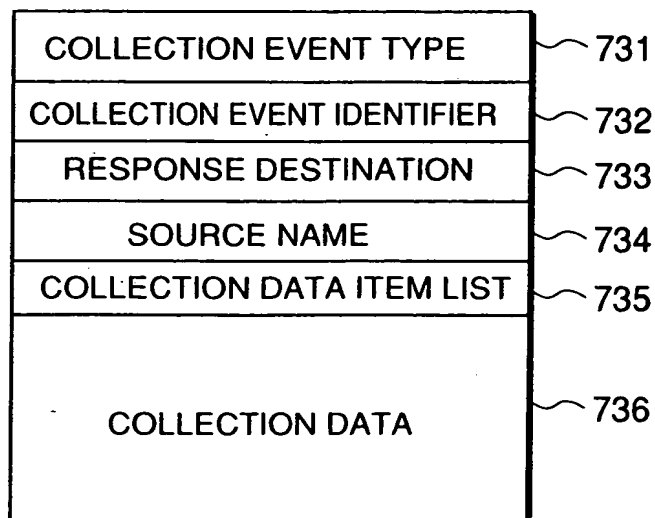 COLLECTION EVENT TYPE 731
COLLECTION EVENT IDENTIFIER 732
RESPONSE DESTINATION 733
SOURCE NAME 734
COLLECTION DATA ITEM LIST 735
COLLECTION DATA 736